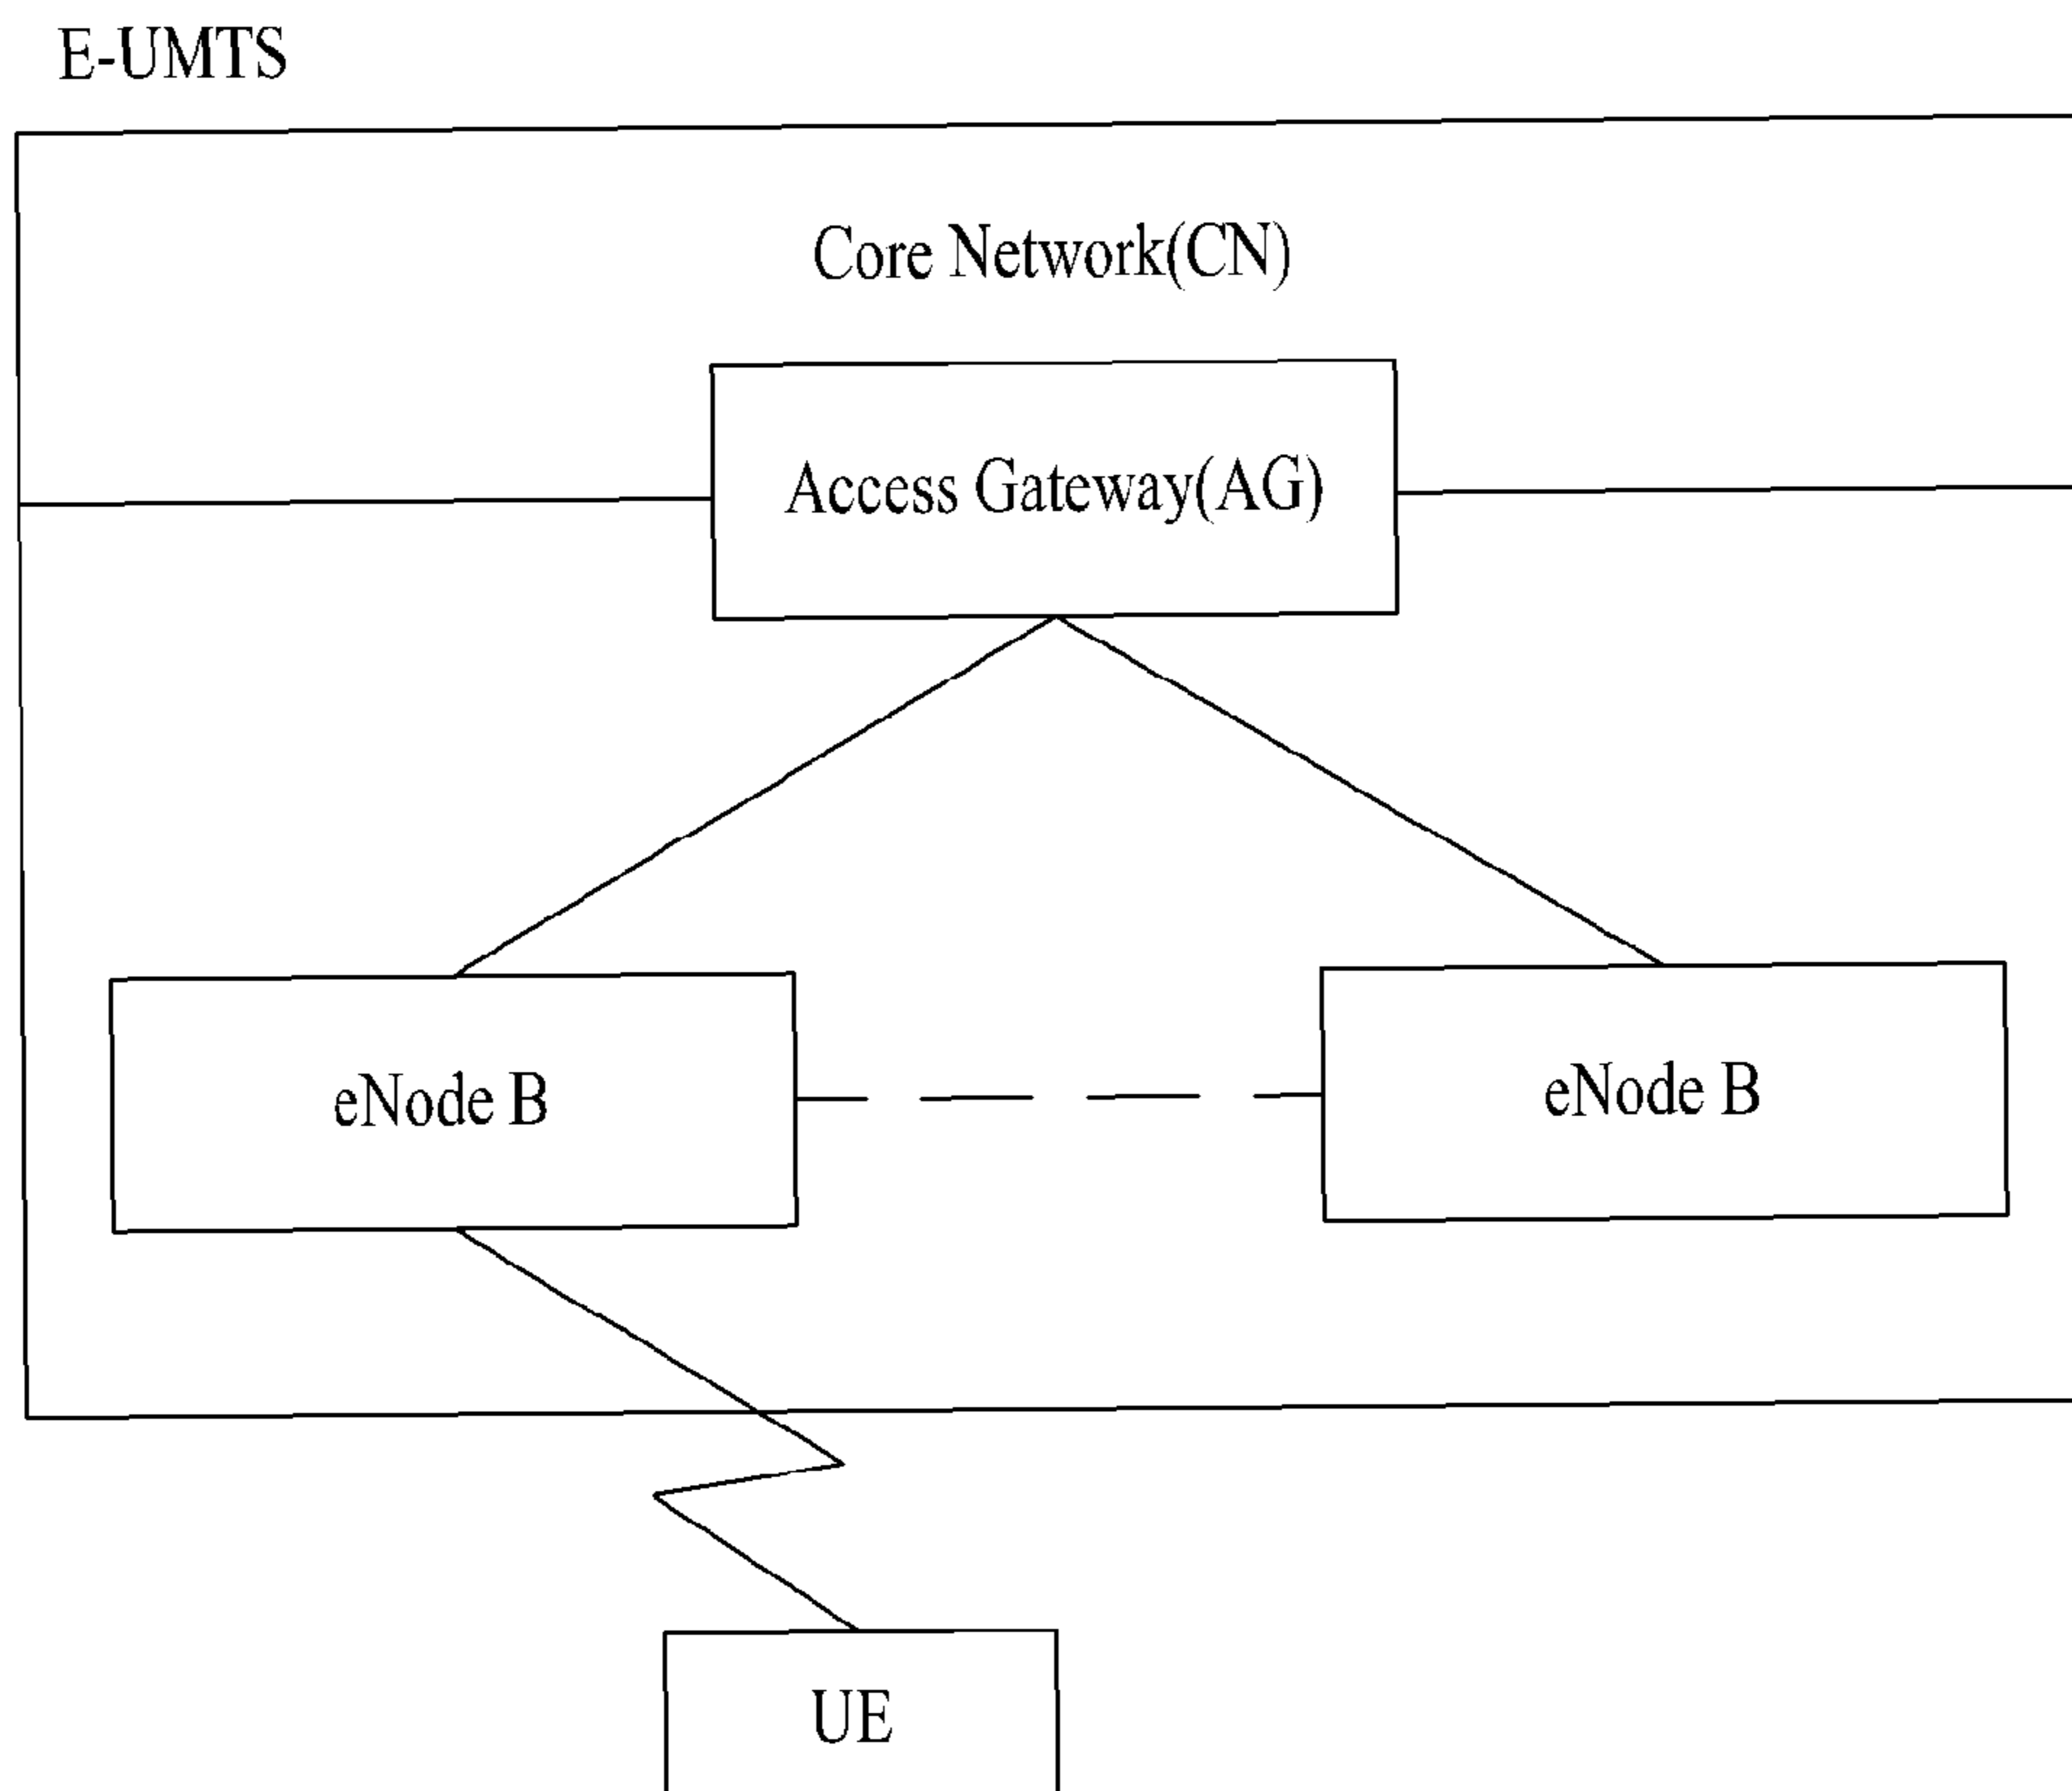 E-UMTS
Core Network(CN)
Access Gateway(AG)
eNode B
eNode B
UE